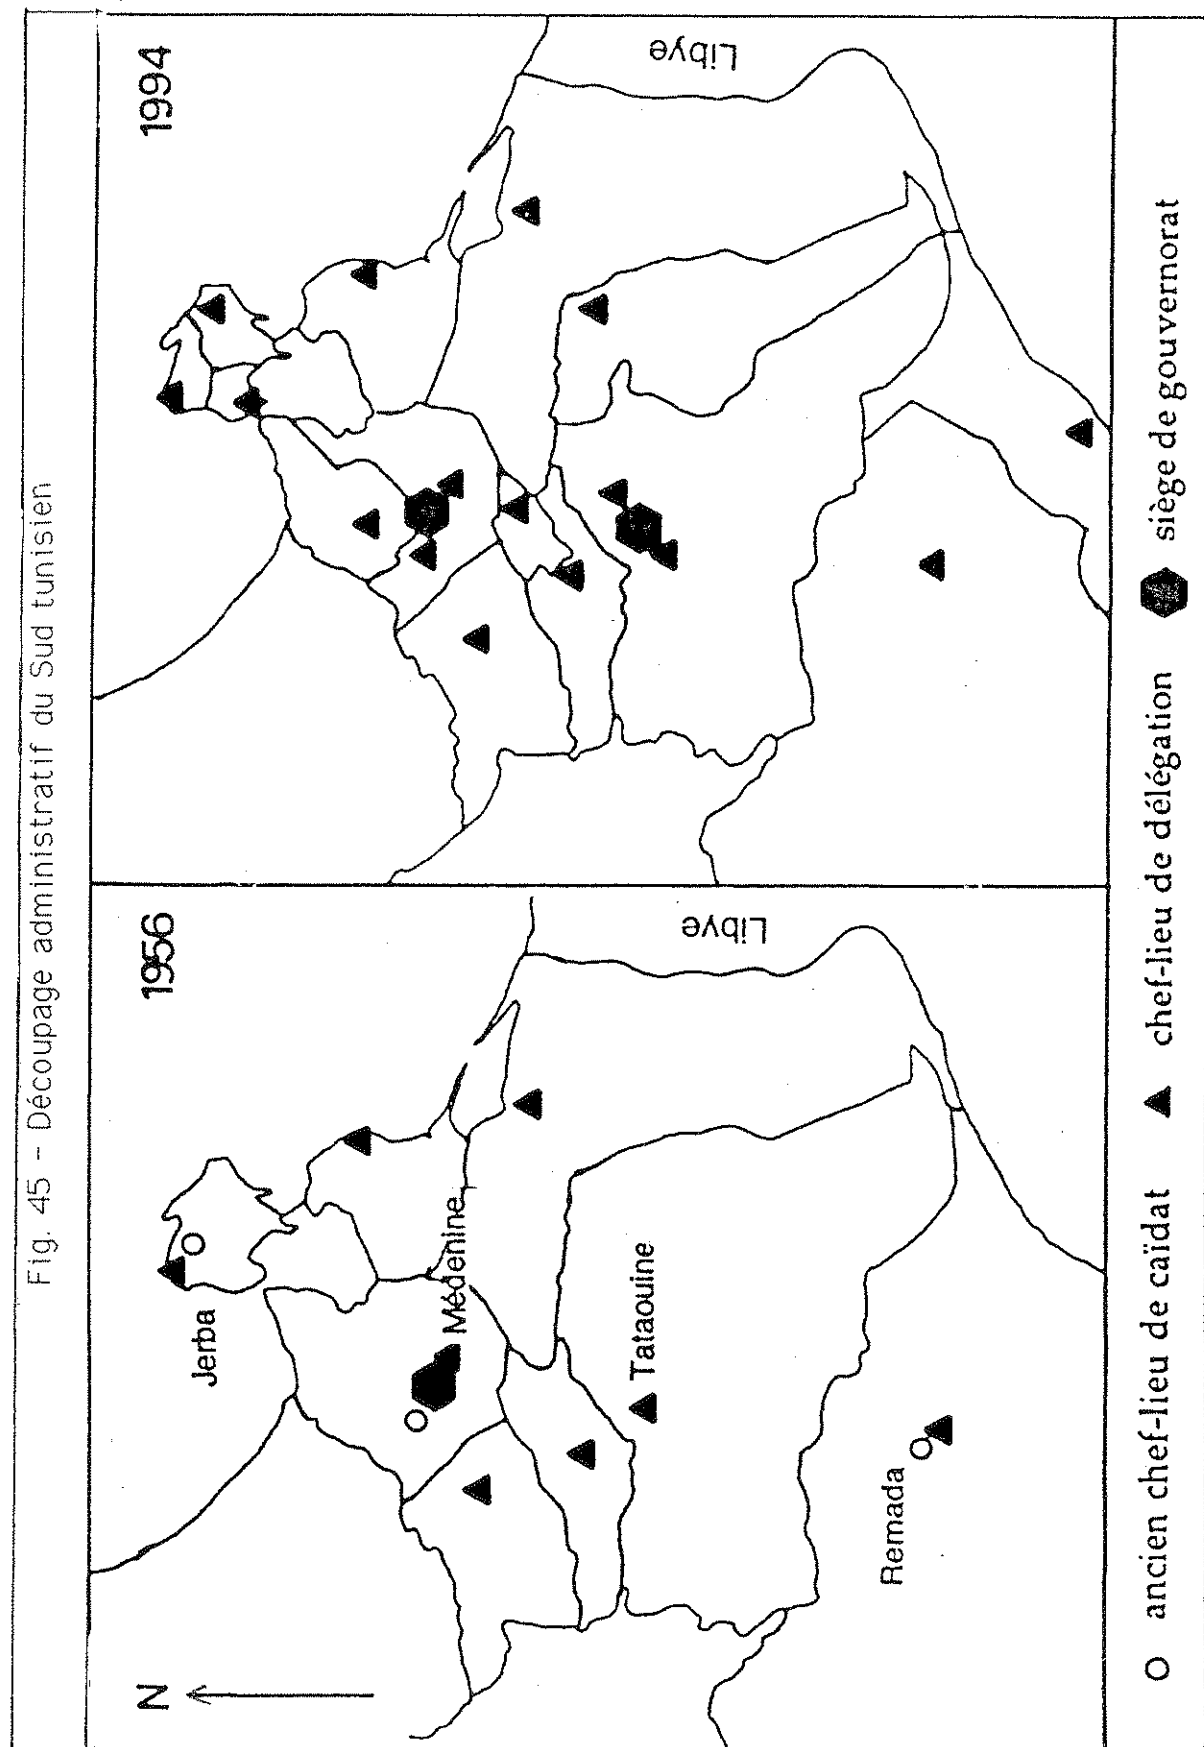 Fig. 45 - Découpage administratif du Sud tunisien
1956
N
Jerba
Médenine
Tataouine
Remada
Libye
1994
Libye
ancien chef-lieu de caïdat
chef-lieu de délégation
siège de gouvernorat